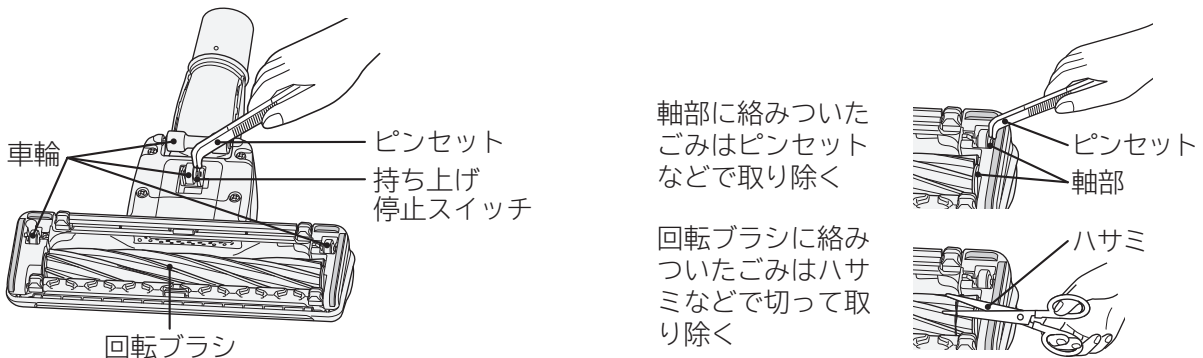 車輪
ピンセット
持ち上げ
停止スイッチ
回転ブラシ
軸部に絡みついた
ごみはピンセット
などで取り除く
ピンセット
軸部
回転ブラシに絡み
ついたごみはハサ
ミなどで切って取
り除く
ハサミ